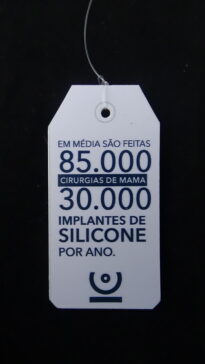 EM MÉDIA SÃO FEITAS
85.000
CIRURGIAS DE MAMA
30.000
IMPLANTES DE
SILICONE
POR ANO.